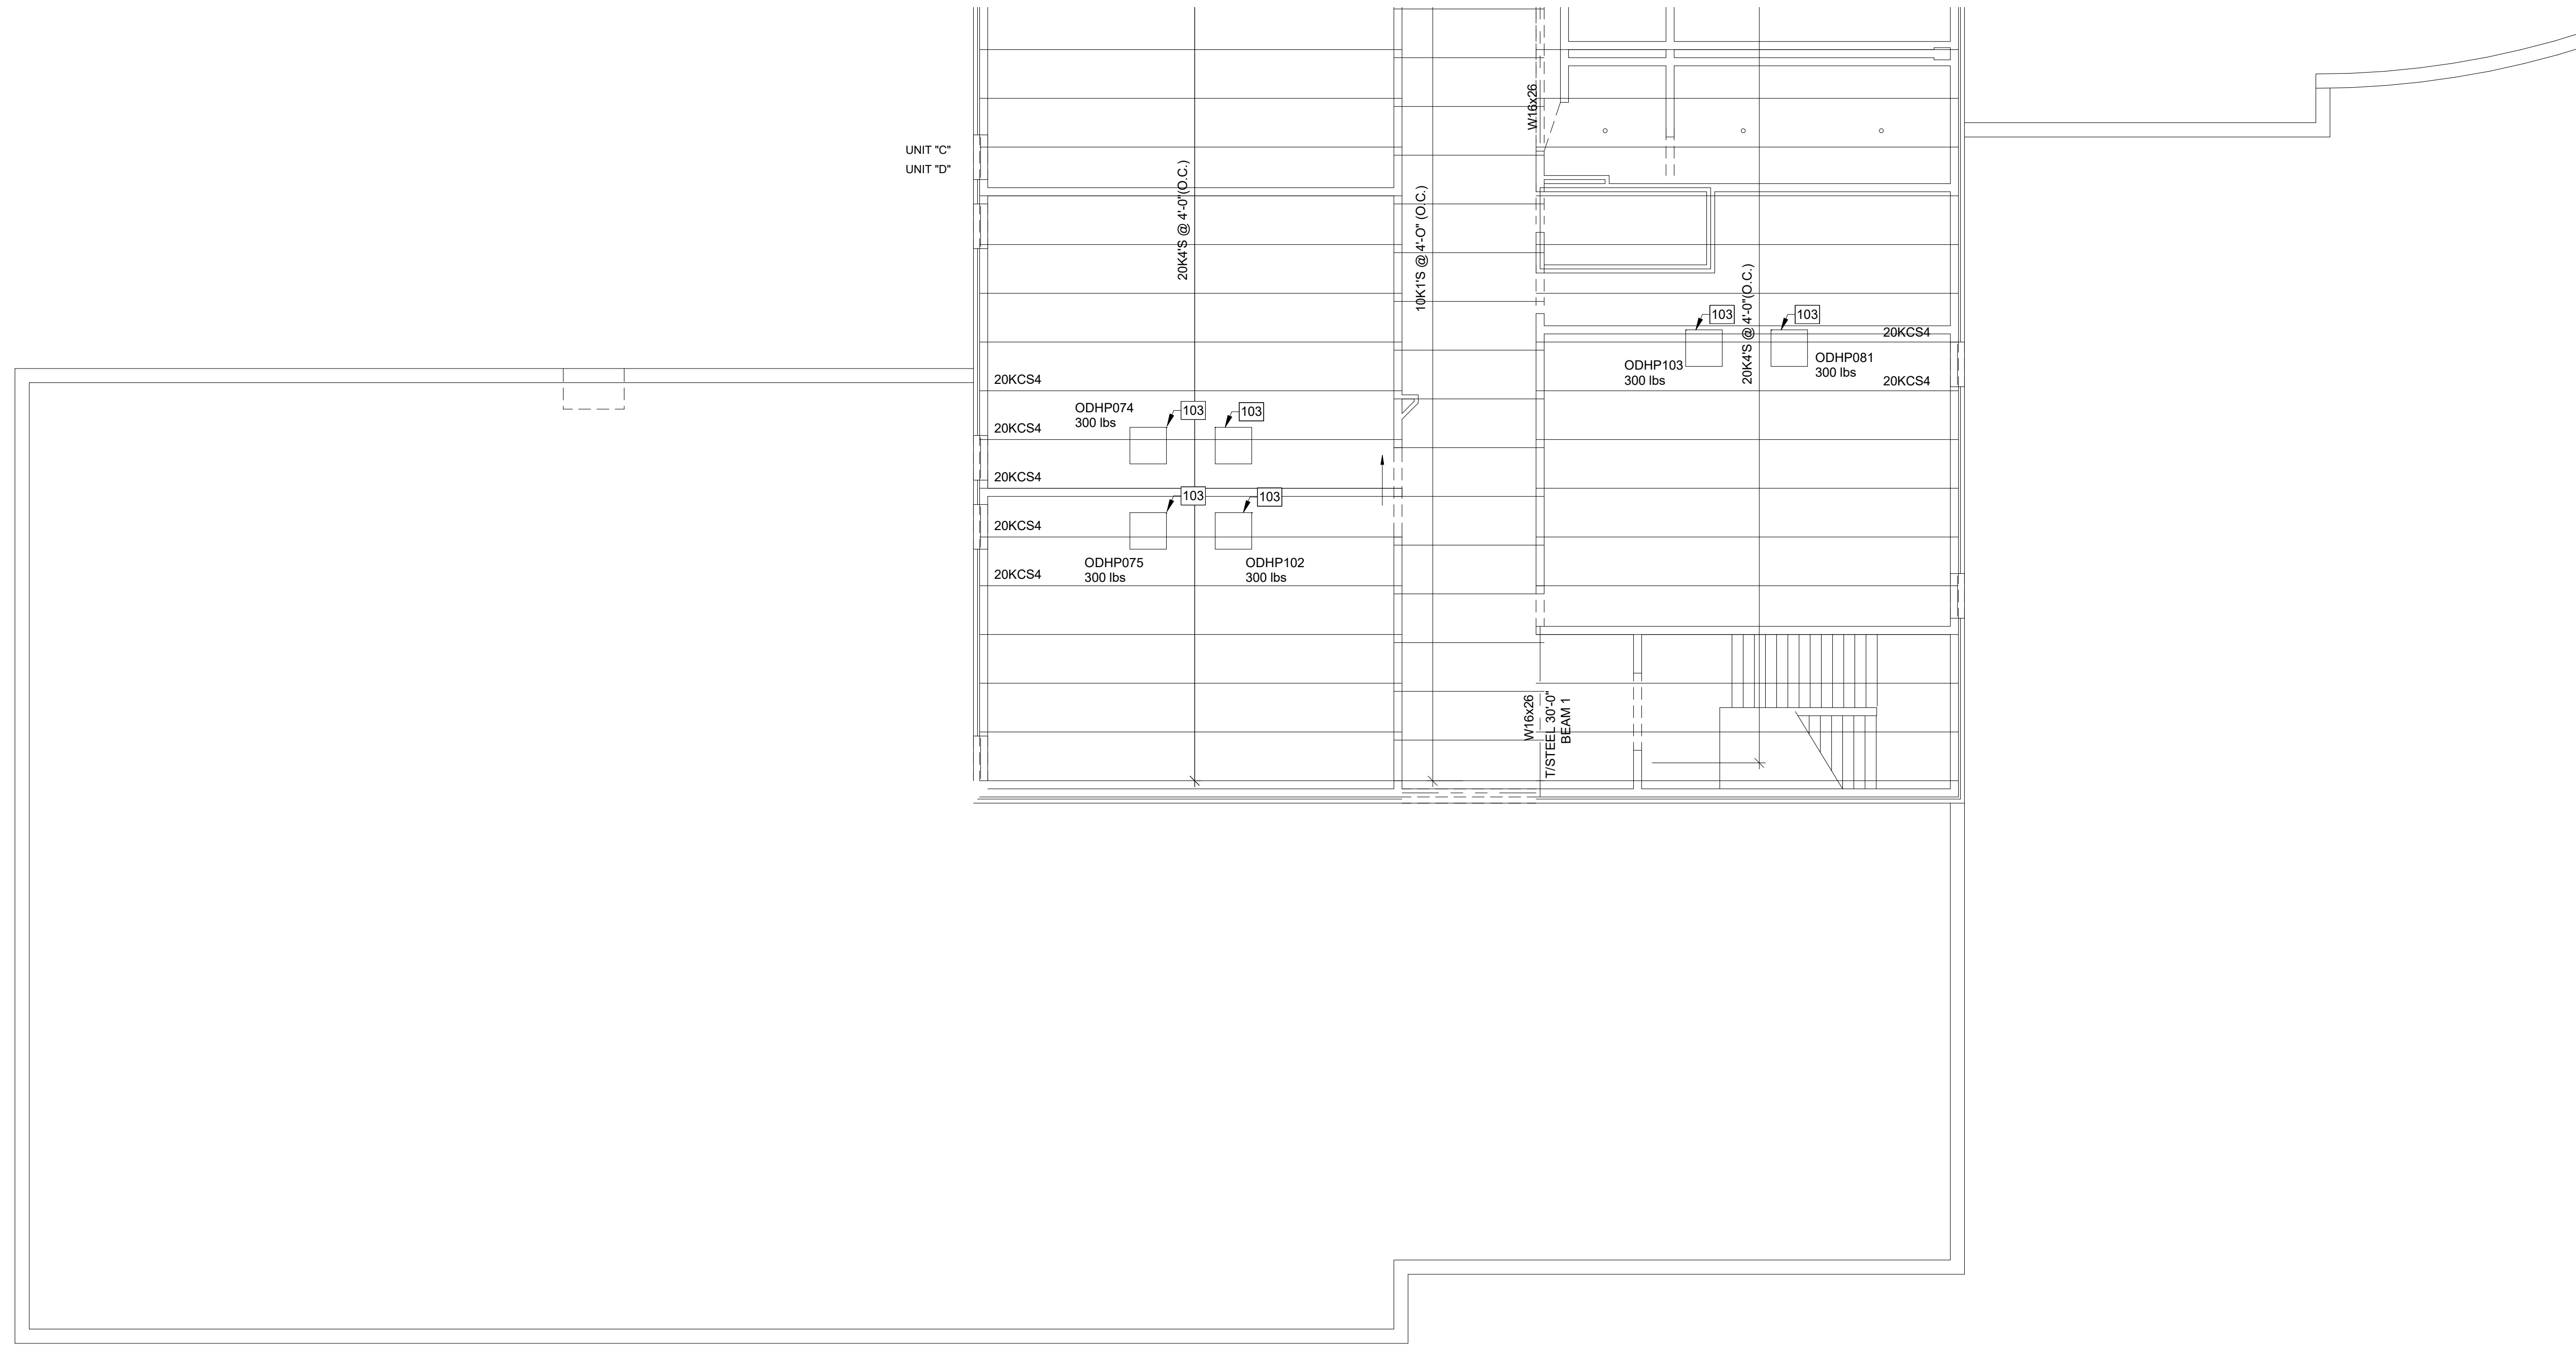 W16x26
UNIT "C"
UNIT "D"
20K4'S @ 4'-0"(O.C.)
10K1'S @ 4'-O" (O.C.)
20K4'S @ 4'-0"(O.C.)
103
103
20KCS4
ODHP103
300 lbs
ODHP081
300 lbs
20KCS4
20KCS4
ODHP074
300 lbs
103
103
20KCS4
20KCS4
103
103
20KCS4
ODHP075
300 lbs
ODHP102
300 lbs
20KCS4
W16x26
T/STEEL 30'-0"
BEAM 1